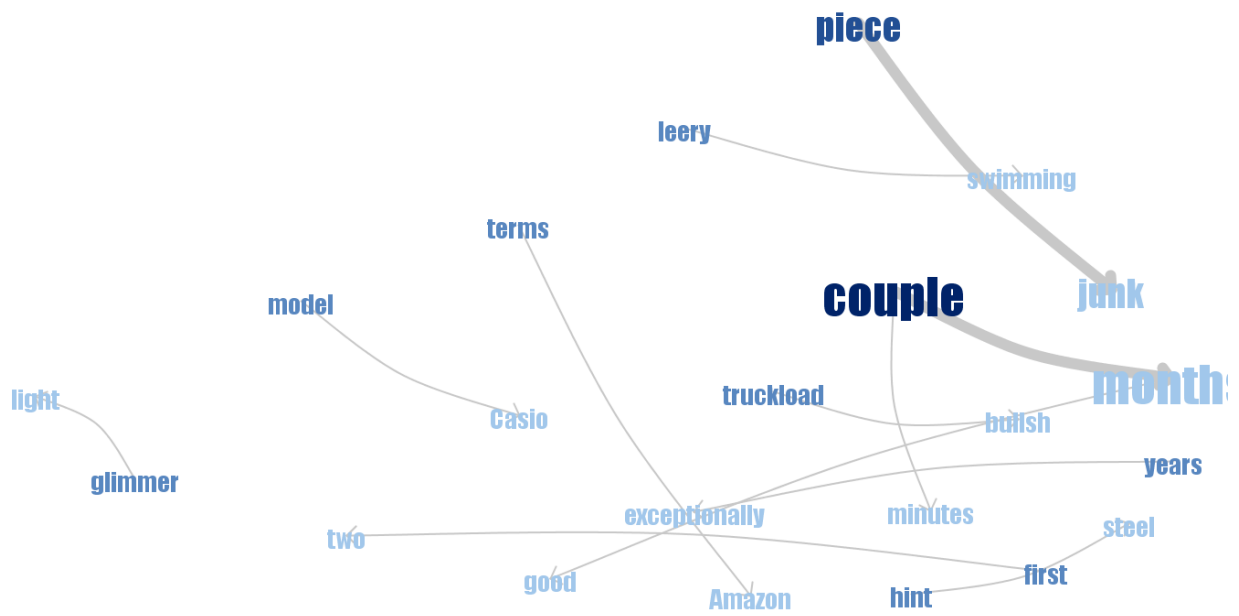 piece
leery
swimming
terms
junk
model
couple
months
light
truckload
Casio
bullish
glimmer
years
exceptionally
minutes
two
steel
good
first
Amazon
hint